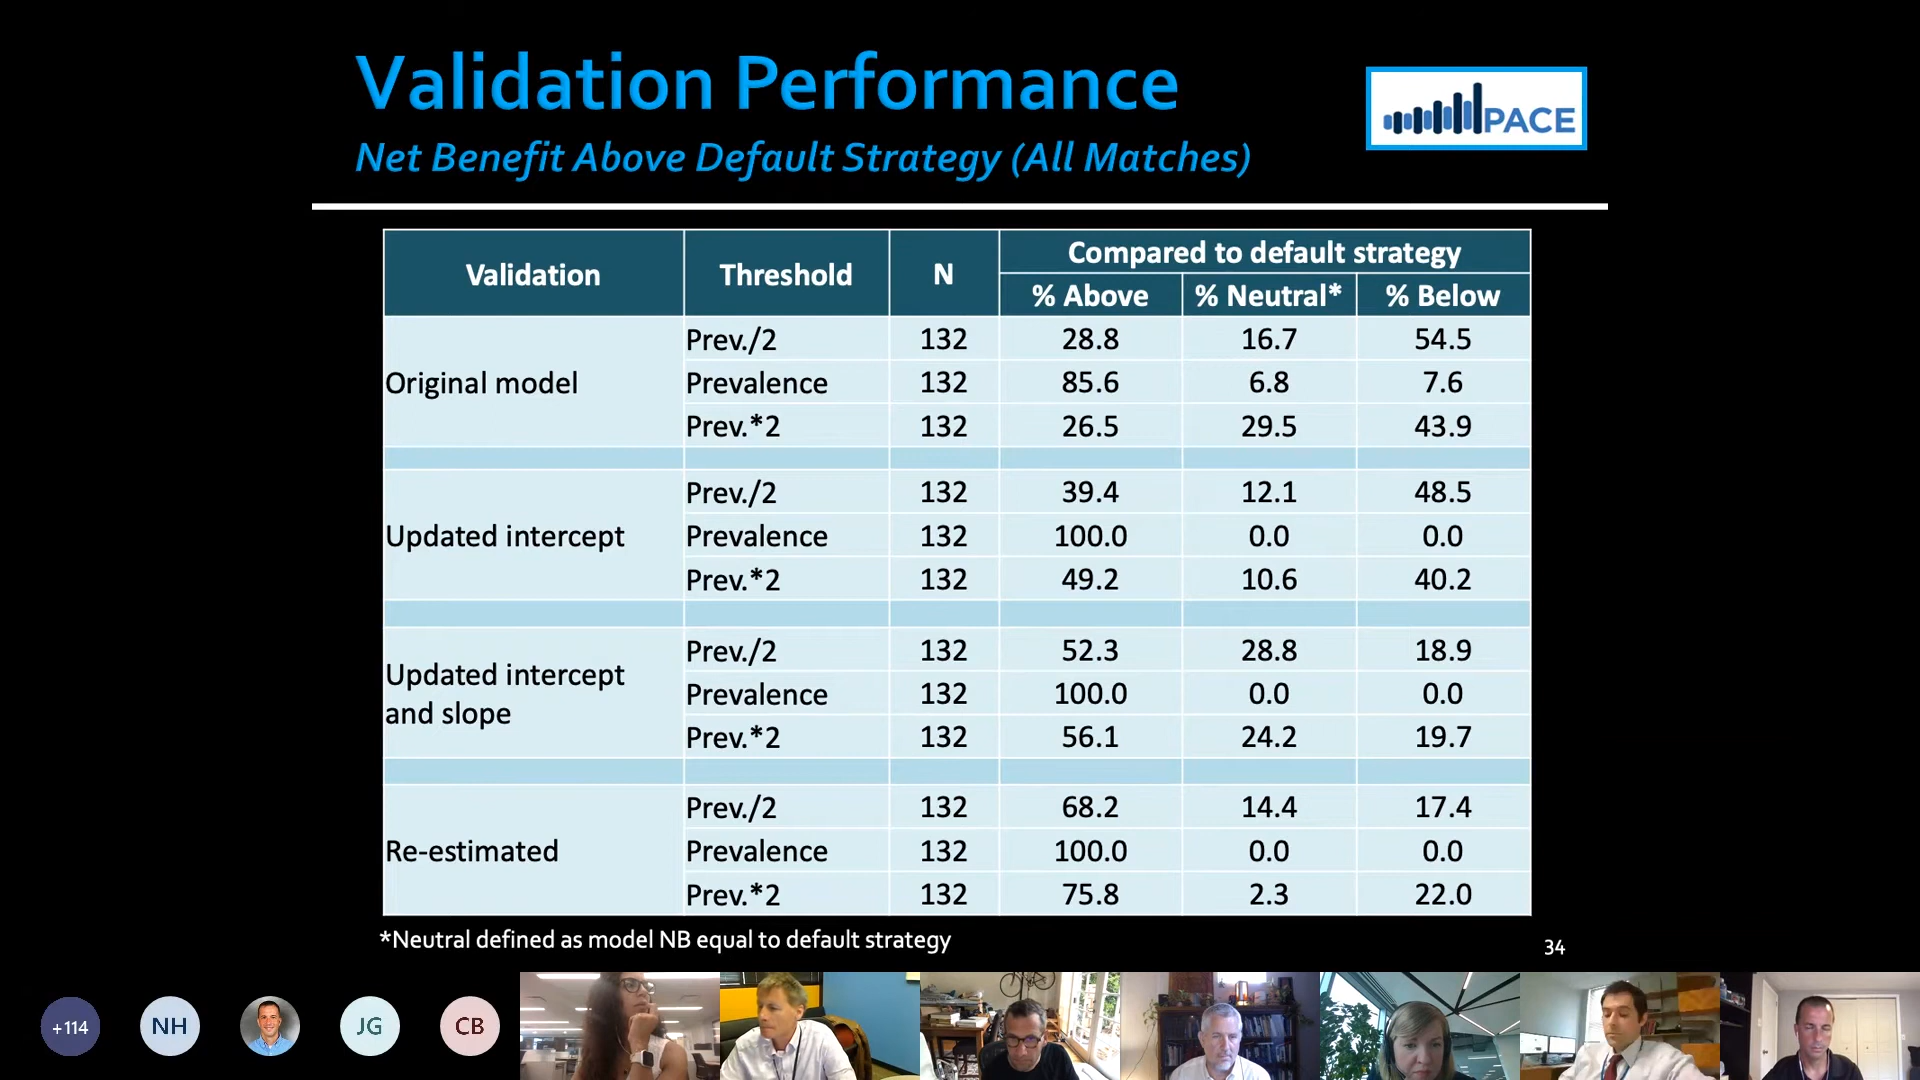 Validation Performance
PACE
Net Benefit Above Default Strategy (All Matches)
Validation Threshold N Compared to default strategy
% Above % Neutral* % Below
Original model
Prev./2 132 28.8 16.7 54.5
Prevalence 132 85.6 6.8 7.6
Prev.*2 132 26.5 29.5 43.9
Updated intercept
Prev./2 132 39.4 12.1 48.5
Prevalence 132 100.0 0.0 0.0
Prev.*2 132 49.2 10.6 40.2
Updated intercept
and slope
Prev./2 132 52.3 28.8 18.9
Prevalence 132 100.0 0.0 0.0
Prev.*2 132 56.1 24.2 19.7
Re-estimated
Prev./2 132 68.2 14.4 17.4
Prevalence 132 100.0 0.0 0.0
Prev.*2 132 75.8 2.3 22.0
*Neutral defined as model NB equal to default strategy
34
+114 NH JG CB